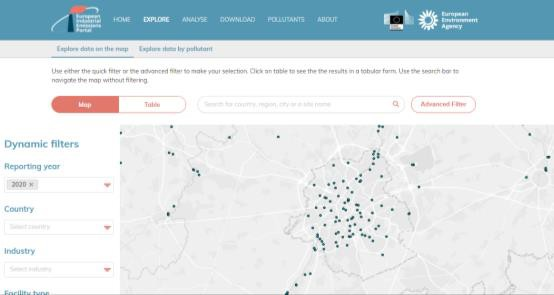 European
Industrial
Emissions
Portal
HOME EXPLORE ANALYSE DOWNLOAD POLLUTANTS ABOUT
European
Environment
Agency
Explore data on the map Explore data by pollutant
Use either the quick filter or the advanced filter to make your selection. Click on table to see the the results in a tabular form. Use the search bar to
navigate the map without filtering.
Map Table Search for country, region, city or a site name Advanced Filter
Dynamic filters
Reporting year
2020 ×
Country
Select country
Industry
Select industry
Facility type